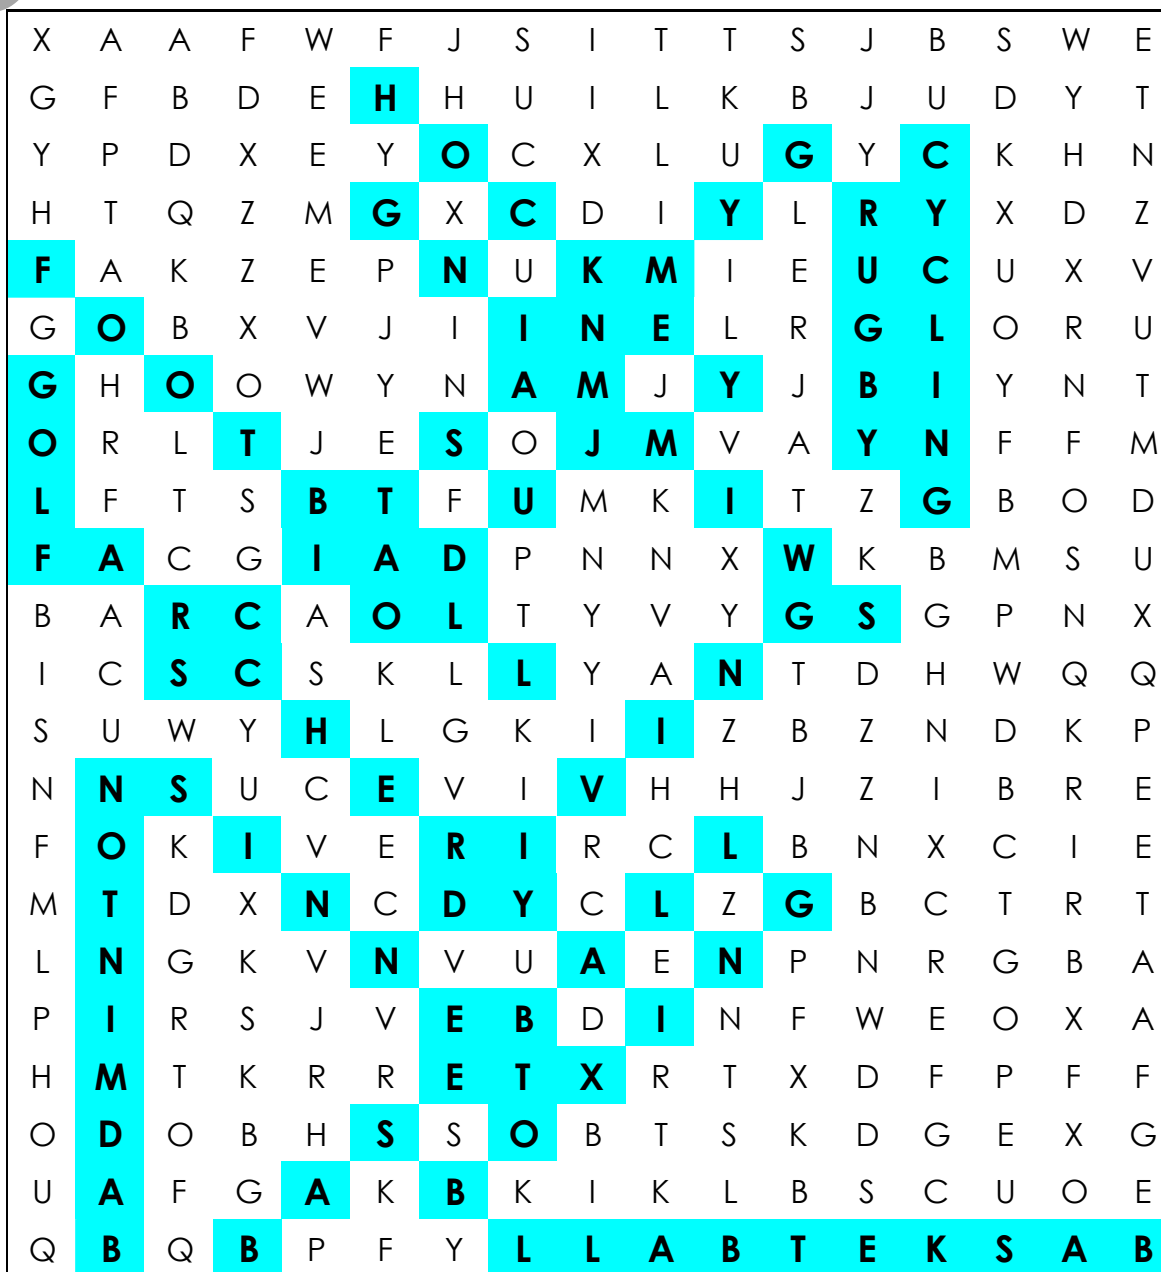 X A A F W F J S I T T S J B S W E
G F B D E H H U I L K B J U D Y T
Y P D X E Y O C X L U G Y C K H N
H T Q Z M G X C D I Y L R Y X D Z
F A K Z E P N U K M I E U C U X V
G O B X V J I I N E L R G L O R U
G H O O W Y N A M J Y J B I Y N T
O R L T J E S O J M V A Y N F F M
L F T S B T F U M K I T Z G B O D
F A C G I A D P N N X W K B M S U
B A R C A O L T Y V Y G S G P N X
I C S C S K L L Y A N T D H W Q Q
S U W Y H L G K I I Z B Z N D K P
N N S U C E V I V H H J Z I B R E
F O K I V E R I R C L B N X C I E
M T D X N C D Y C L Z G B C T R T
L N G K V N V U A E N P N R G B A
P I R S J V E B D I N F W E O X A
H M T K R R E T X R T X D F P F F
O D O B H S S O B T S K D G E X G
U A F G A K B K I K L B S C U O E
Q B Q B P F Y L L A B T E K S A B